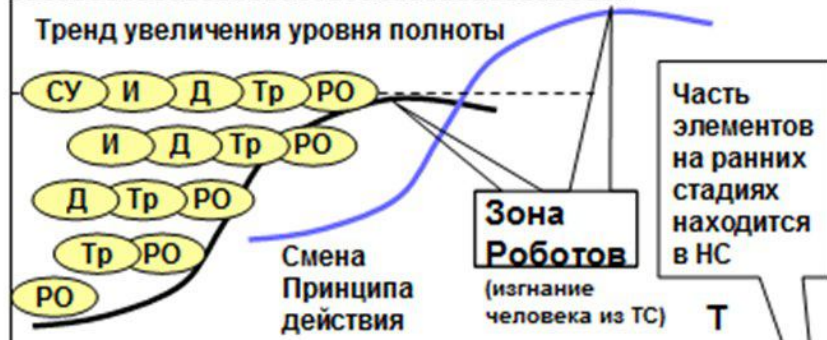 Тренд увеличения уровня полноты
СУ И Д Тр РО
И Д Тр РО
Д Тр РО
Тр РО
РО
Смена
Принципа
действия
Зона
Роботов
(изгнание
человека из ТС)
Т
Часть
элементов
на ранних
стадиях
находится
в НС